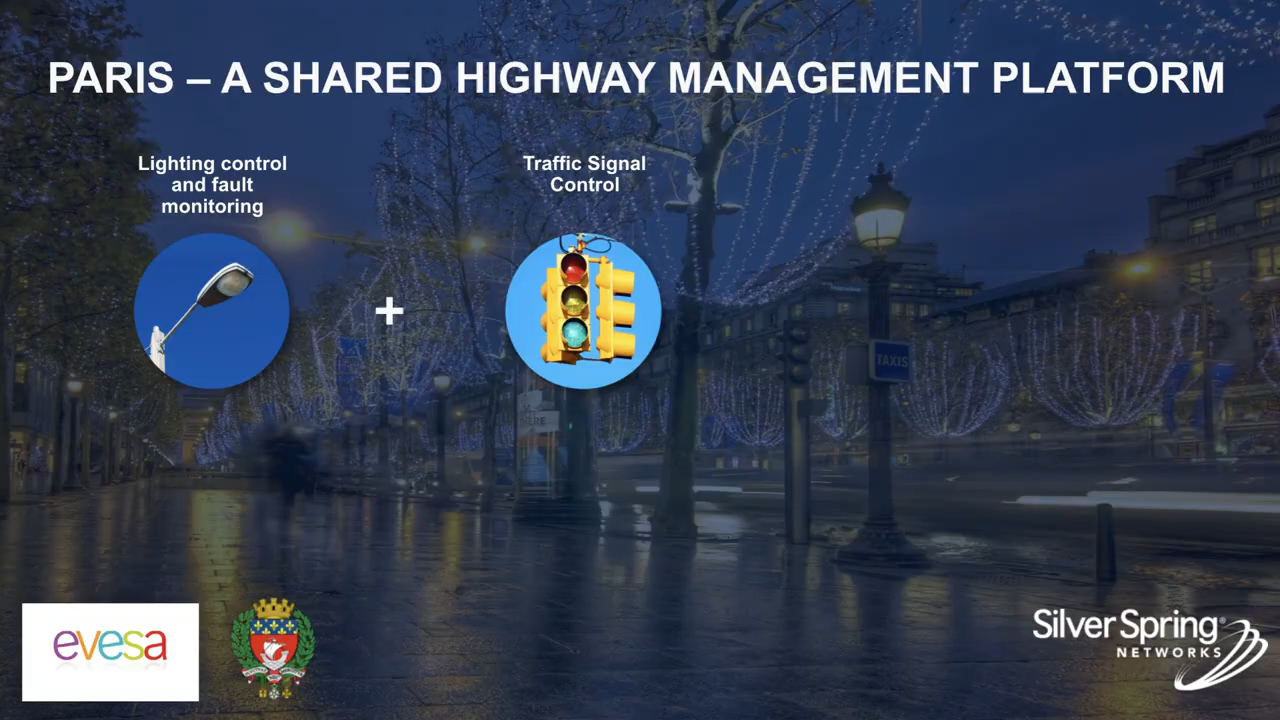 PARIS – A SHARED HIGHWAY MANAGEMENT PLATFORM
Lighting control
and fault
monitoring
Traffic Signal
Control
+
TAXIS
evesa
Silver Spring®
NETWORKS